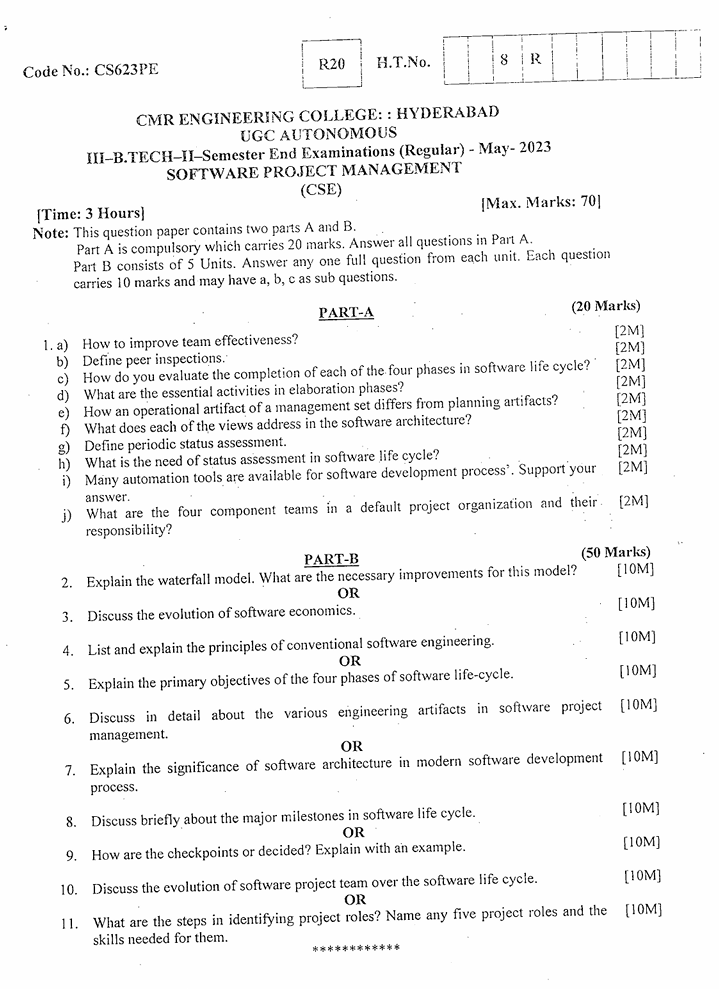 Code No.: CS623PE
R20
H.T.No.
8 R
CMR ENGINEERING COLLEGE: : HYDERABAD
UGC AUTONOMOUS
III–B.TECH–II–Semester End Examinations (Regular) - May- 2023
SOFTWARE PROJECT MANAGEMENT
(CSE)
[Time: 3 Hours]
[Max. Marks: 70]
Note: This question paper contains two parts A and B.
Part A is compulsory which carries 20 marks. Answer all questions in Part A.
Part B consists of 5 Units. Answer any one full question from each unit. Each question
carries 10 marks and may have a, b, c as sub questions.
PART-A (20 Marks)
1. a) How to improve team effectiveness? [2M]
b) Define peer inspections. [2M]
c) How do you evaluate the completion of each of the four phases in software life cycle? [2M]
d) What are the essential activities in elaboration phases? [2M]
e) How an operational artifact of a management set differs from planning artifacts? [2M]
f) What does each of the views address in the software architecture? [2M]
g) Define periodic status assessment. [2M]
h) What is the need of status assessment in software life cycle? [2M]
i) Many automation tools are available for software development process’. Support your [2M]
answer.
j) What are the four component teams in a default project organization and their [2M]
responsibility?
PART-B (50 Marks)
2. Explain the waterfall model. What are the necessary improvements for this model? [10M]
OR
3. Discuss the evolution of software economics. [10M]
4. List and explain the principles of conventional software engineering. [10M]
OR
5. Explain the primary objectives of the four phases of software life-cycle. [10M]
6. Discuss in detail about the various engineering artifacts in software project [10M]
management.
OR
7. Explain the significance of software architecture in modern software development [10M]
process.
8. Discuss briefly about the major milestones in software life cycle. [10M]
OR
9. How are the checkpoints or decided? Explain with an example. [10M]
10. Discuss the evolution of software project team over the software life cycle. [10M]
OR
11. What are the steps in identifying project roles? Name any five project roles and the [10M]
skills needed for them.
************